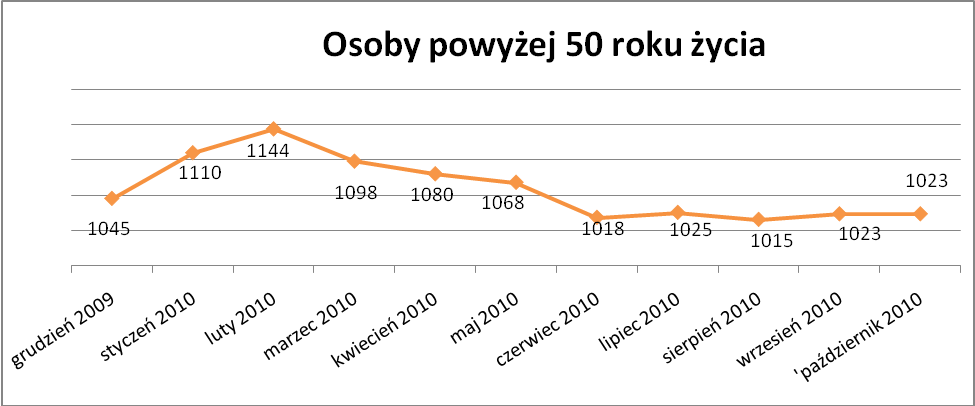 Osoby powyżej 50 roku życia
1045
1110
1144
1098
1080
1068
1018
1025
1015
1023
1023
grudzień 2009
styczeń 2010
luty 2010
marzec 2010
kwiecień 2010
maj 2010
czerwiec 2010
lipiec 2010
sierpień 2010
wrzesień 2010
'październik 2010